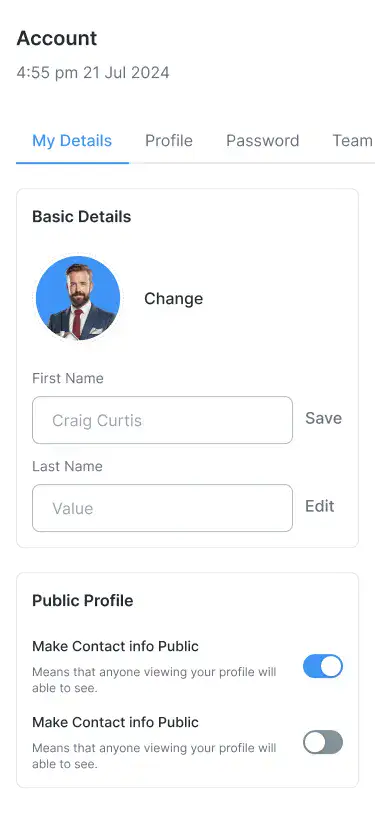 Account
4:55 pm 21 Jul 2024
My Details Profile Password Team
Basic Details
Change
First Name
Craig Curtis Save
Last Name
Value Edit
Public Profile
Make Contact info Public
Means that anyone viewing your profile will
able to see.
Make Contact info Public
Means that anyone viewing your profile will
able to see.